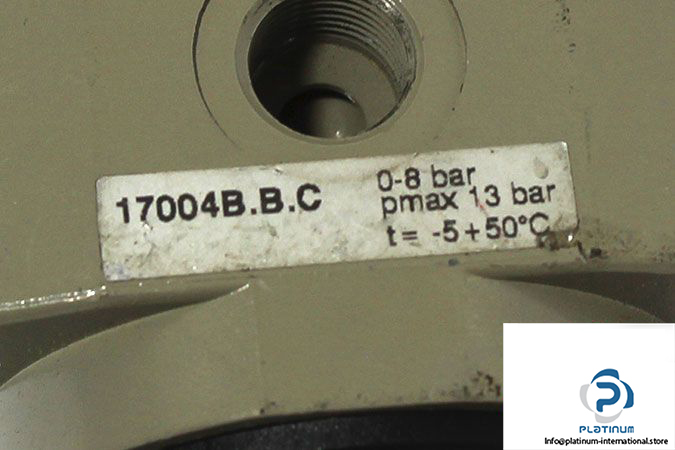 17004B.B.C
0-8 bar
pmax 13 bar
t= -5+50°C
PLATINUM
Info@platinum-international.store